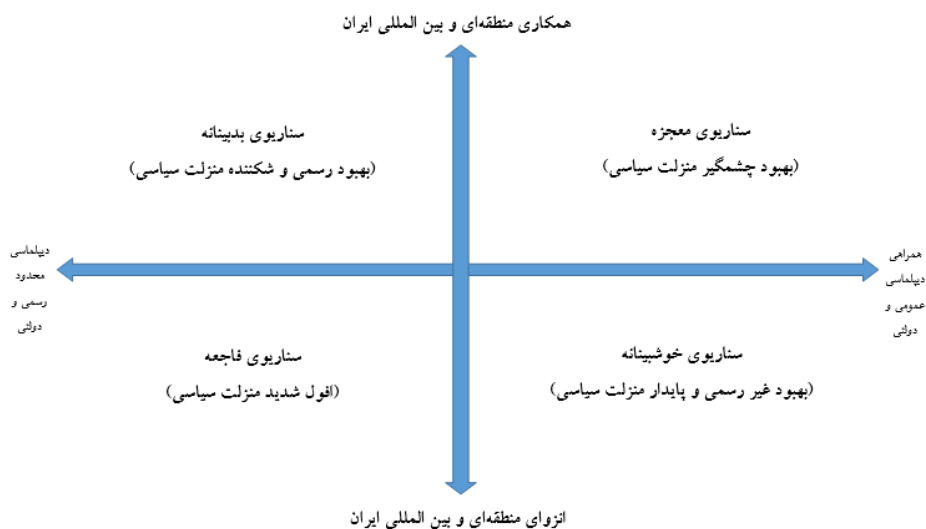 همکاری منطقه‌ای و بین المللی ایران
سناریوی معجزه
(بهبود چشمگیر منزلت سیاسی)
سناریوی بدبینانه
(بهبود رسمی و شکننده منزلت سیاسی)
همراهی
دیپلماسی
عمومی و
دولتی
دیپلماسی
محدود
رسمی و
دولتی
سناریوی خوشبینانه
(بهبود غیر رسمی و پایدار منزلت سیاسی)
سناریوی فاجعه
(افول شدید منزلت سیاسی)
انزوای منطقه‌ای و بین المللی ایران